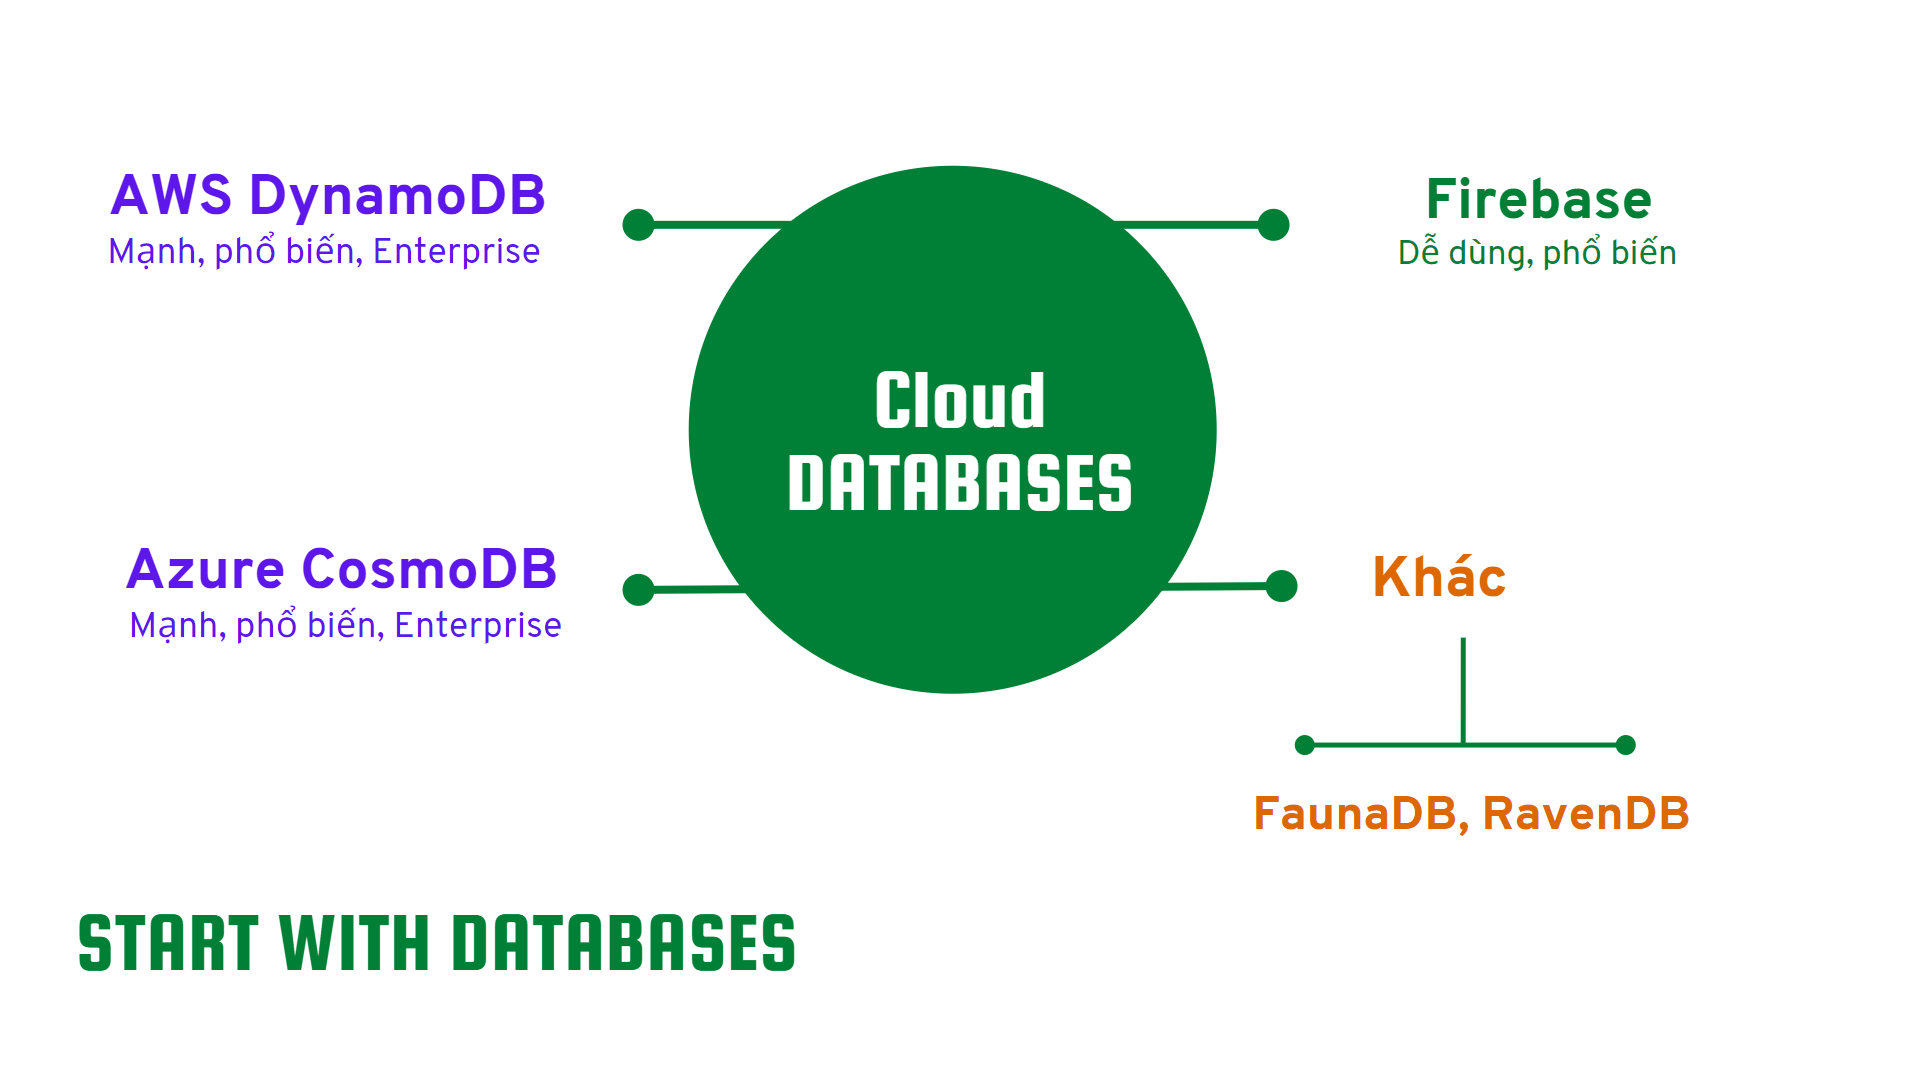 AWS DynamoDB
Mạnh, phổ biến, Enterprise
Firebase
Dễ dùng, phổ biến
Cloud
DATABASES
Azure CosmoDB
Mạnh, phổ biến, Enterprise
Khác
FaunaDB, RavenDB
START WITH DATABASES